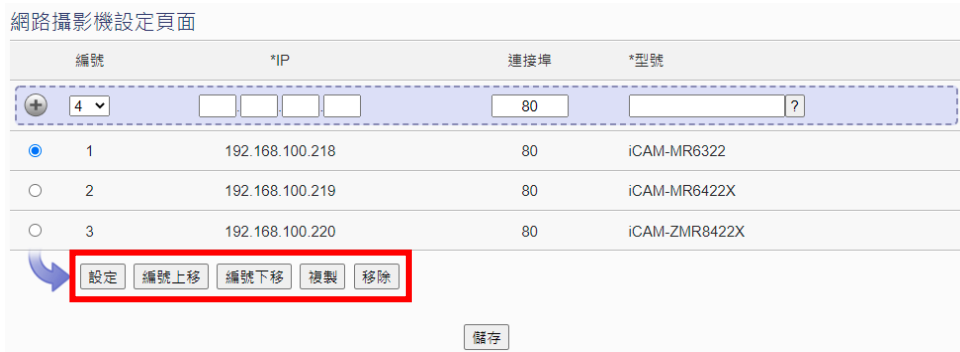 網路攝影機設定頁面
編號 *IP 連接埠 *型號
4 . . . 80 ?
1 192.168.100.218 80 iCAM-MR6322
2 192.168.100.219 80 iCAM-MR6422X
3 192.168.100.220 80 iCAM-ZMR8422X
設定 編號上移 編號下移 複製 移除
儲存